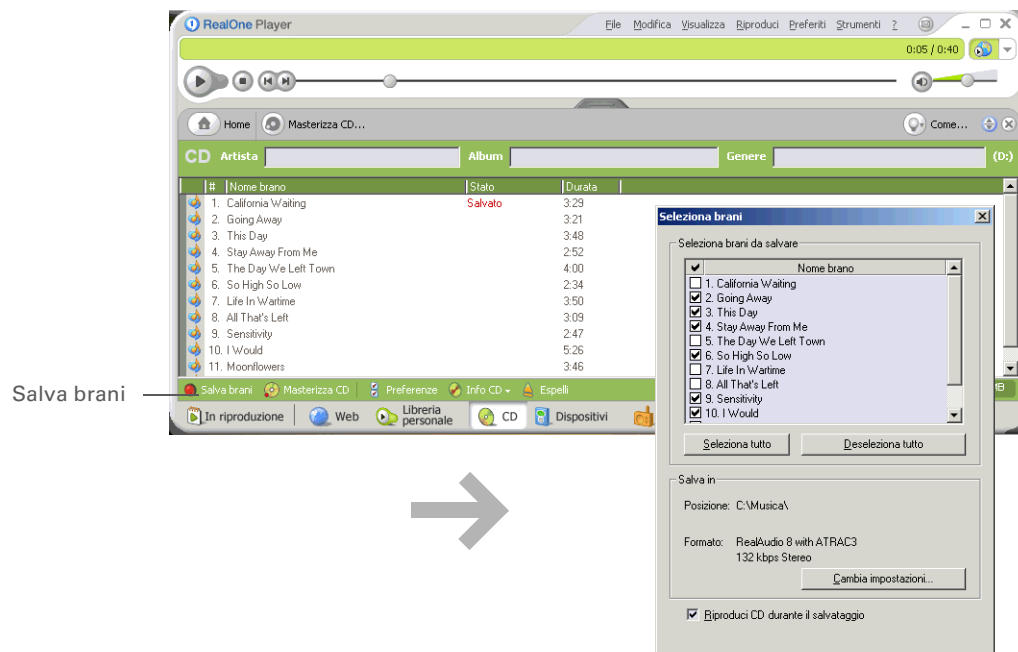 RealOne Player File Modifica Visualizza Riproduci Preferiti Strumenti ?
0:05 / 0:40
Home Masterizza CD... Come...
CD Artista Album Genere (D:)
# Nome brano Stato Durata
1. California Waiting Salvato 3:29
2. Going Away 3:21
3. This Day 3:48
4. Stay Away From Me 2:52
5. The Day We Left Town 4:00
6. So High So Low 2:34
7. Life In Wartime 3:50
8. All That's Left 3:09
9. Sensitivity 2:47
10. I Would 5:26
11. Moonflowers 3:46
Salva brani Masterizza CD Preferenze Info CD Espelli
In riproduzione Web Libreria personale CD Dispositivi
Salva brani
Seleziona brani
Seleziona brani da salvare
Nome brano
1. California Waiting
2. Going Away
3. This Day
4. Stay Away From Me
5. The Day We Left Town
6. So High So Low
7. Life In Wartime
8. All That's Left
9. Sensitivity
10. I Would
Seleziona tutto Deseleziona tutto
Salva in
Posizione: C:\Musica\
Formato: RealAudio 8 with ATRAC3
132 kbps Stereo
Cambia impostazioni...
Riproduci CD durante il salvataggio